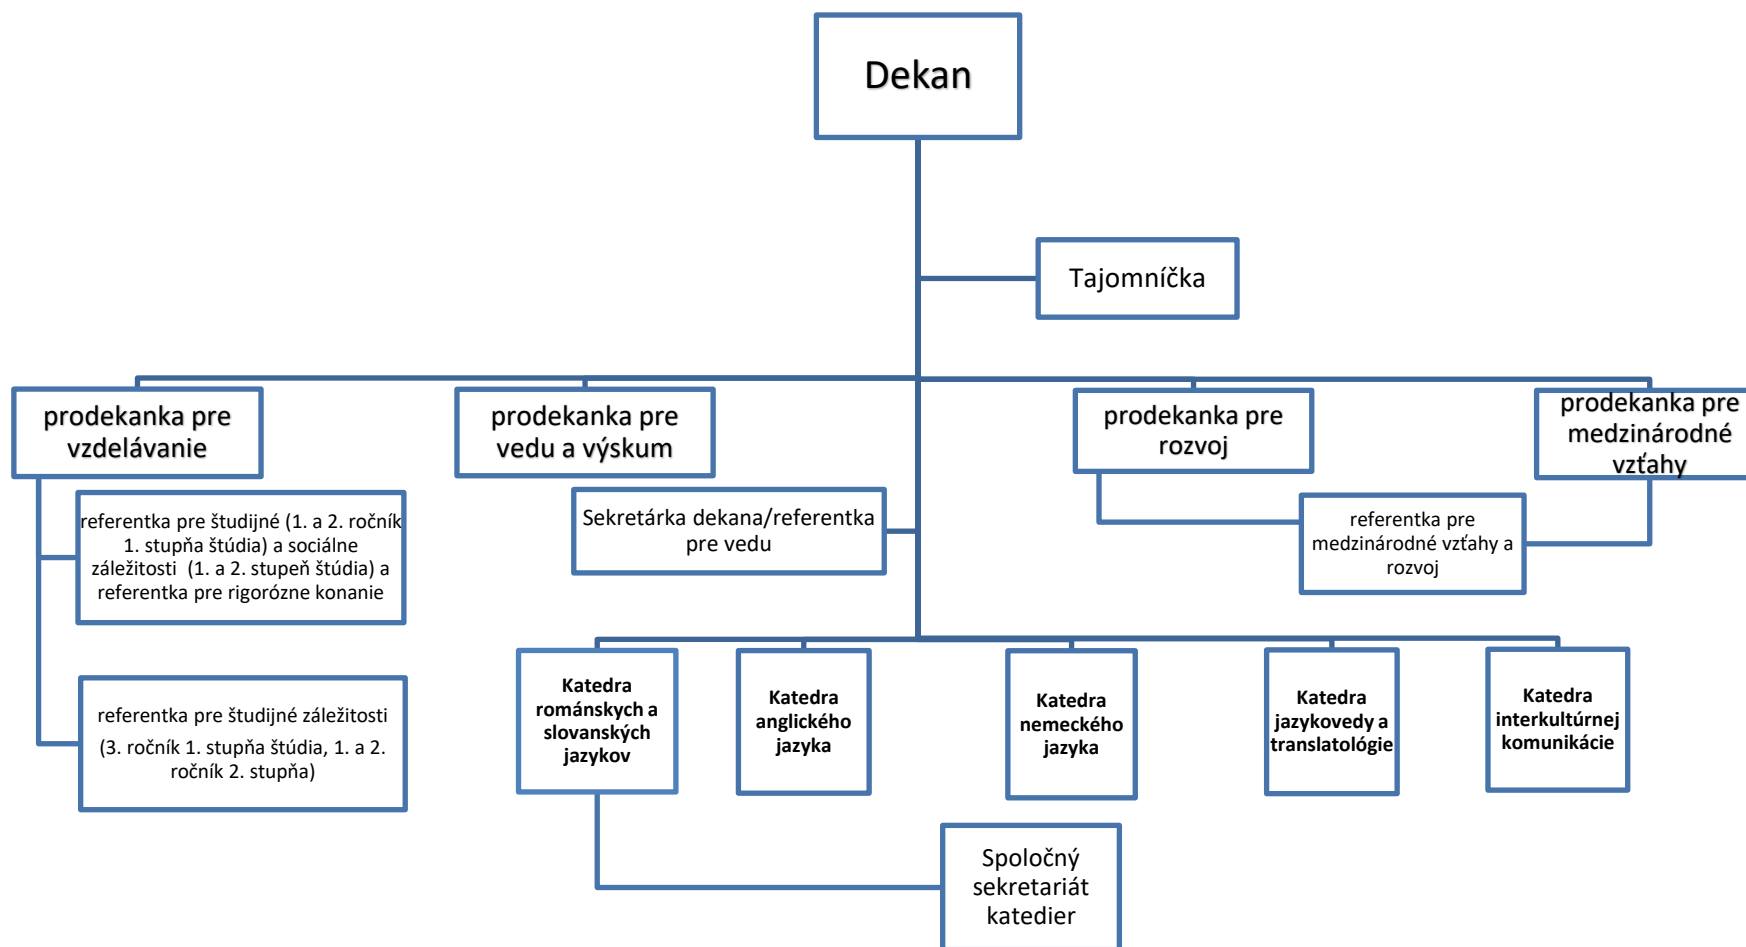 Dekan
Tajomníčka
prodekanka pre
vzdelávanie
prodekanka pre
vedu a výskum
prodekanka pre
rozvoj
prodekanka pre
medzinárodné
vzťahy
referentka pre študijné (1. a 2. ročník
1. stupňa štúdia) a sociálne
záležitosti  (1. a 2. stupeň štúdia) a
referentka pre rigorózne konanie
Sekretárka dekana/referentka
pre vedu
referentka pre
medzinárodné vzťahy a
rozvoj
referentka pre študijné záležitosti
(3. ročník 1. stupňa štúdia, 1. a 2.
ročník 2. stupňa)
Katedra
románskych a
slovanských
jazykov
Katedra
anglického
jazyka
Katedra
nemeckého
jazyka
Katedra
jazykovedy a
translatológie
Katedra
interkultúrnej
komunikácie
Spoločný
sekretariát
katedier